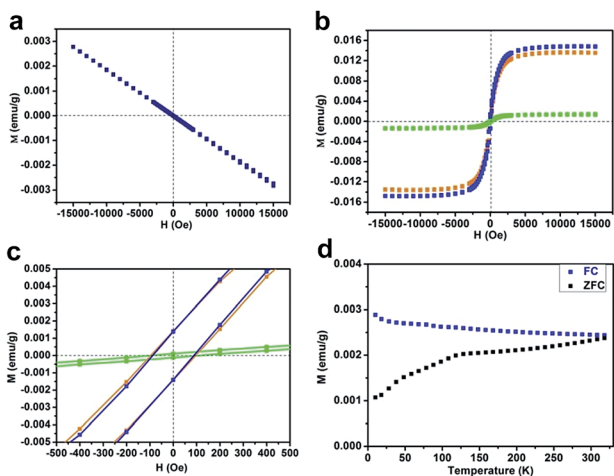 a
0.003
0.002
0.001
0.000
-0.001
-0.002
-0.003
M (emu/g)
-15000 -10000 -5000 0 5000 10000 15000
H (Oe)
b
0.016
0.012
0.008
0.004
0.000
-0.004
-0.008
-0.012
-0.016
M (emu/g)
-15000 -10000 -5000 0 5000 10000 15000
H (Oe)
c
0.005
0.004
0.003
0.002
0.001
0.000
-0.001
-0.002
-0.003
-0.004
-0.005
M (emu/g)
-500 -400 -300 -200 -100 0 100 200 300 400 500
H (Oe)
d
FC
ZFC
0.004
0.003
0.002
0.001
0.000
M (emu/g)
0 50 100 150 200 250 300
Temperature (K)